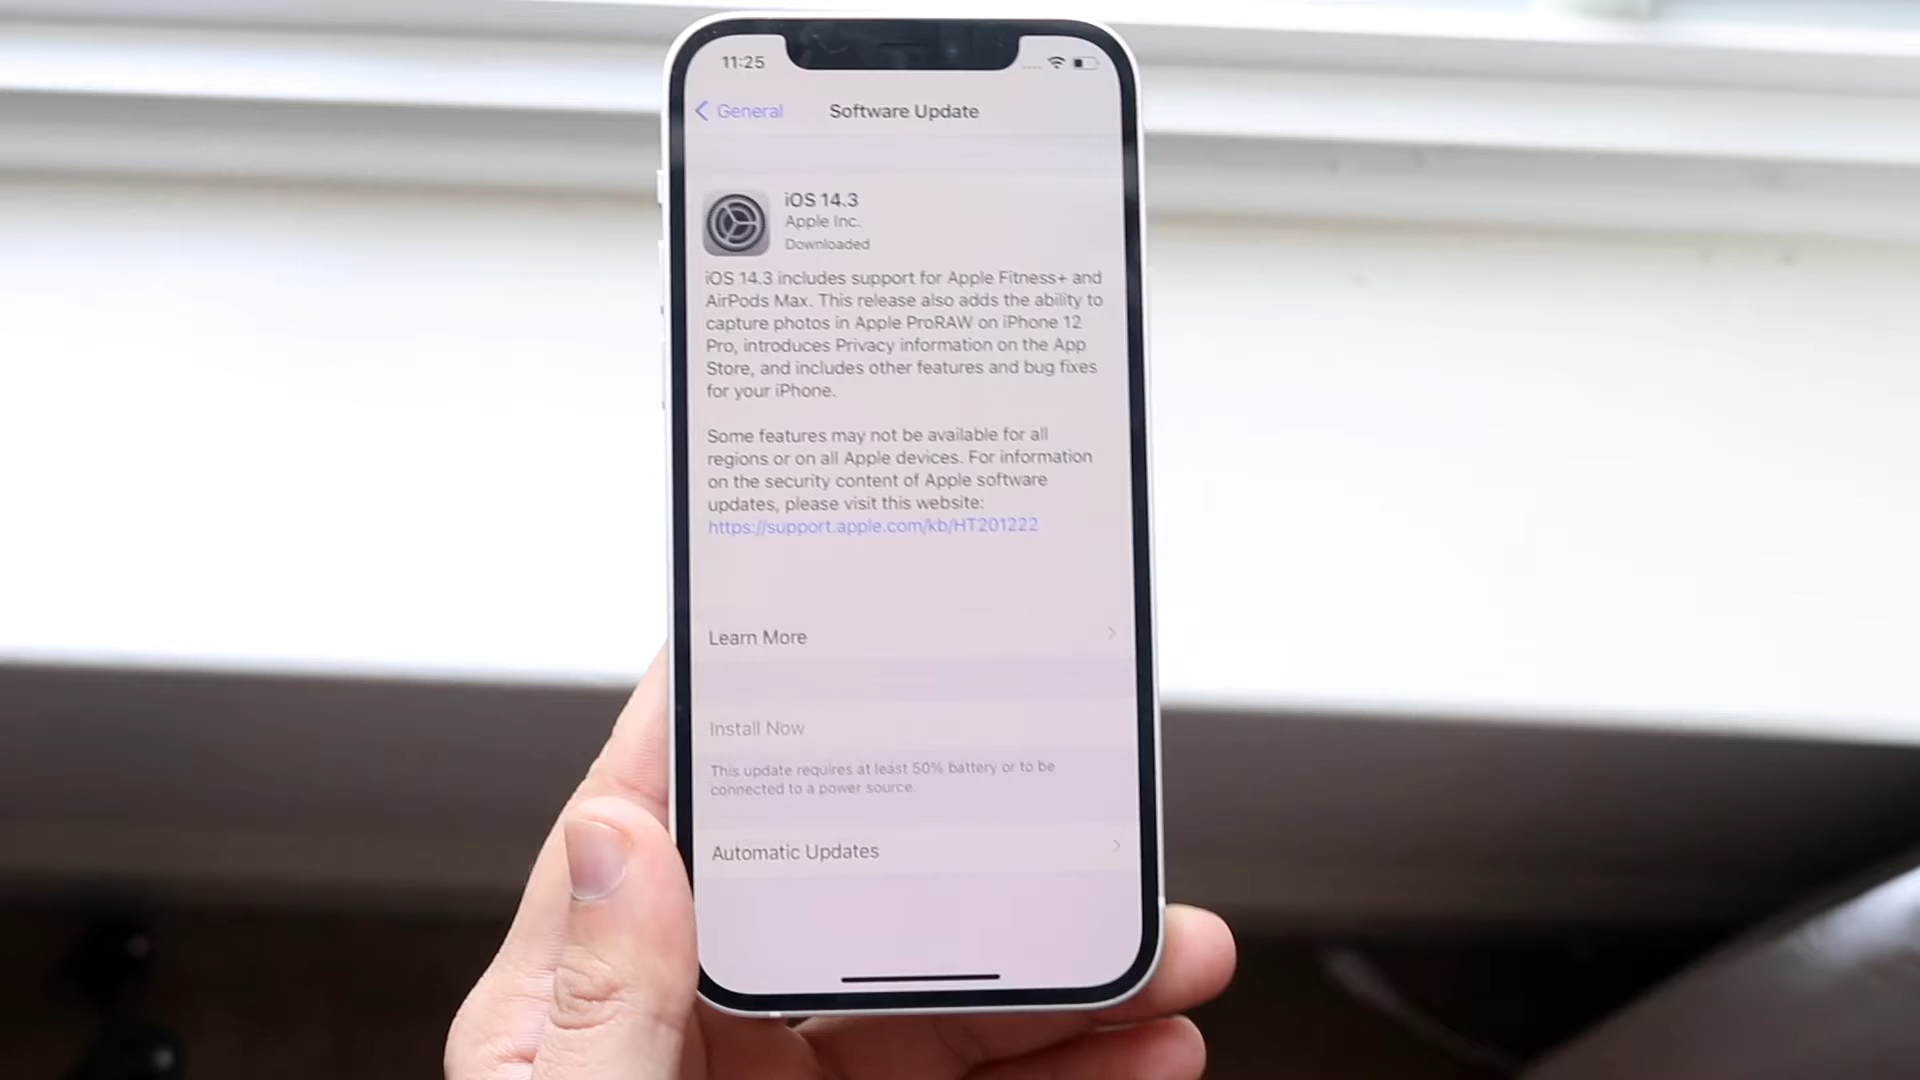 11:25
General
Software Update
iOS 14.3
Apple Inc.
Downloaded
iOS 14.3 includes support for Apple Fitness+ and
AirPods Max. This release also adds the ability to
capture photos in Apple ProRAW on iPhone 12
Pro, introduces Privacy information on the App
Store, and includes other features and bug fixes
for your iPhone.
Some features may not be available for all
regions or on all Apple devices. For information
on the security content of Apple software
updates, please visit this website:
https://support.apple.com/kb/HT201222
Learn More
Install Now
This update requires at least 50% battery or to be
connected to a power source.
Automatic Updates